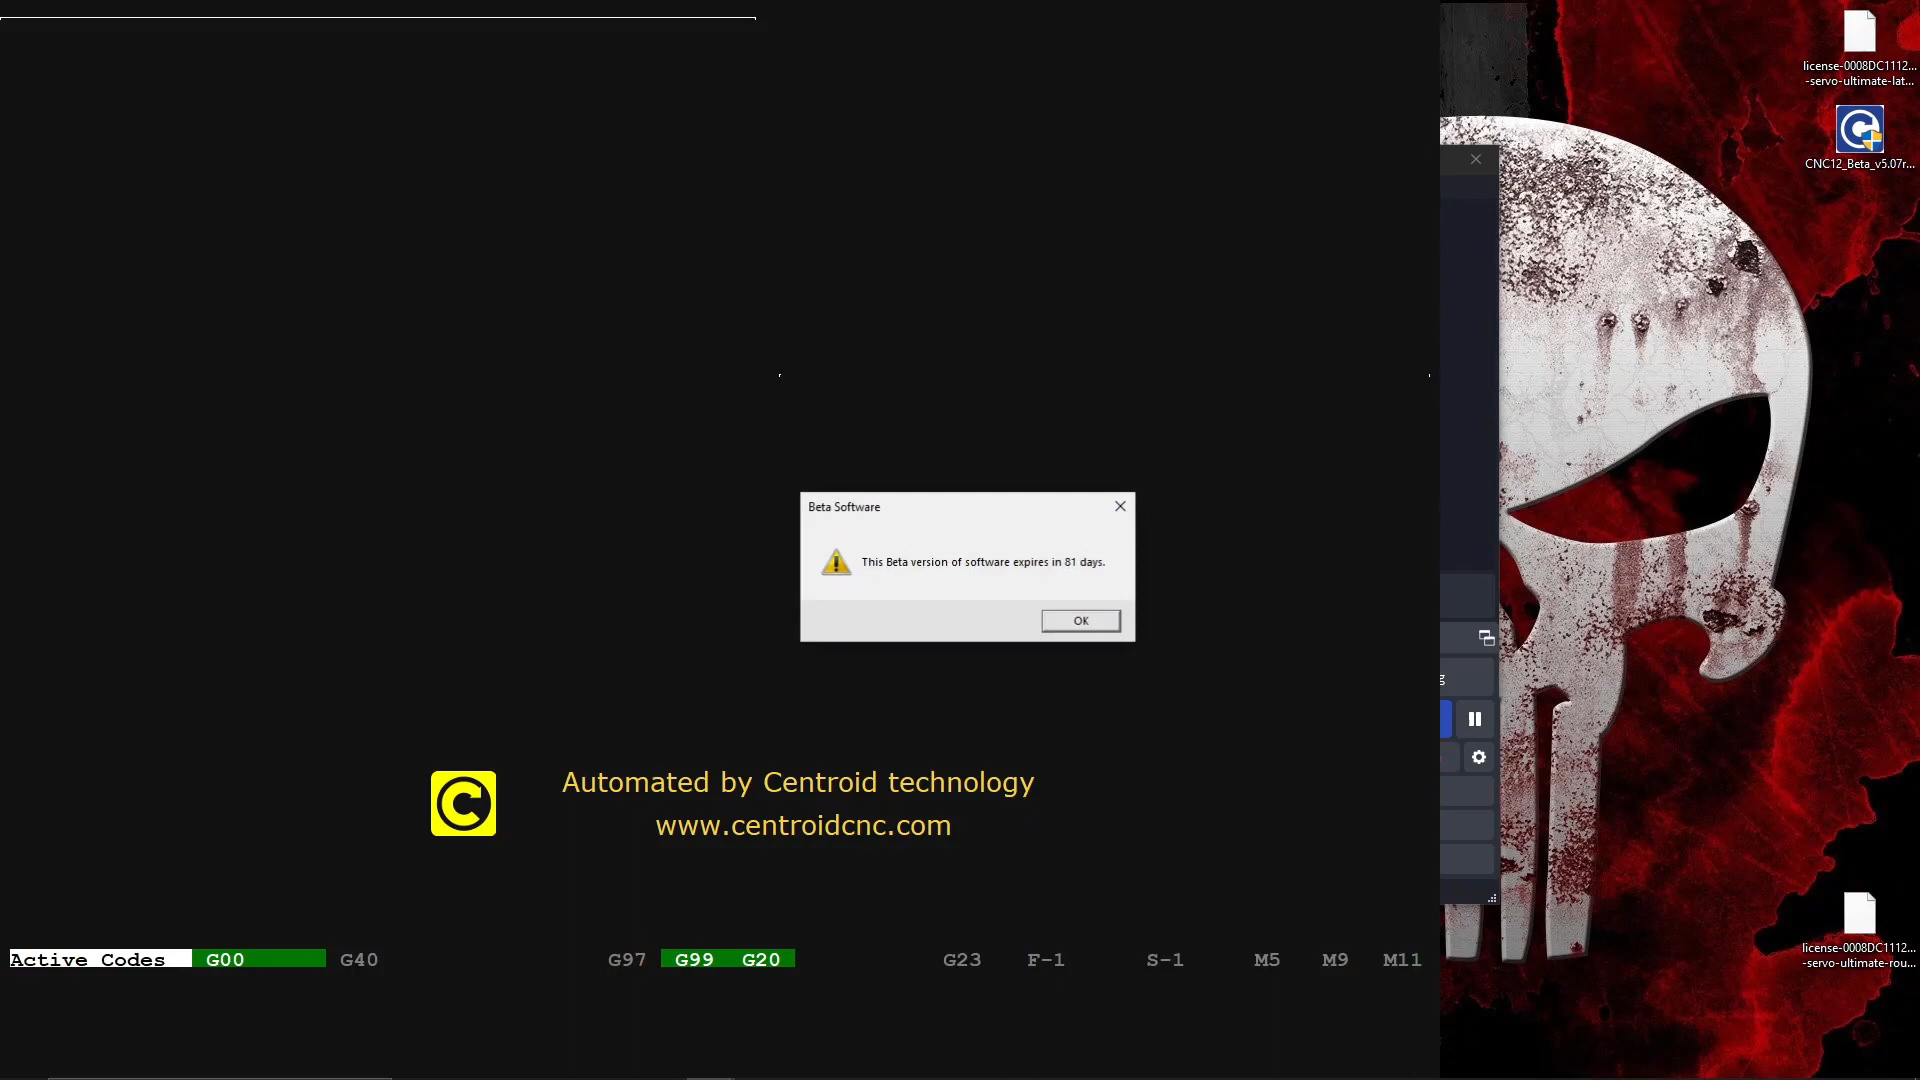 license-0008DC1112...
-servo-ultimate-lat...
CNC12_Beta_v5.07r...
Beta Software
This Beta version of software expires in 81 days.
OK
g
Automated by Centroid technology
www.centroidcnc.com
Active Codes G00 G40 G97 G99 G20 G23 F-1 S-1 M5 M9 M11
license-0008DC1112...
-servo-ultimate-rou...